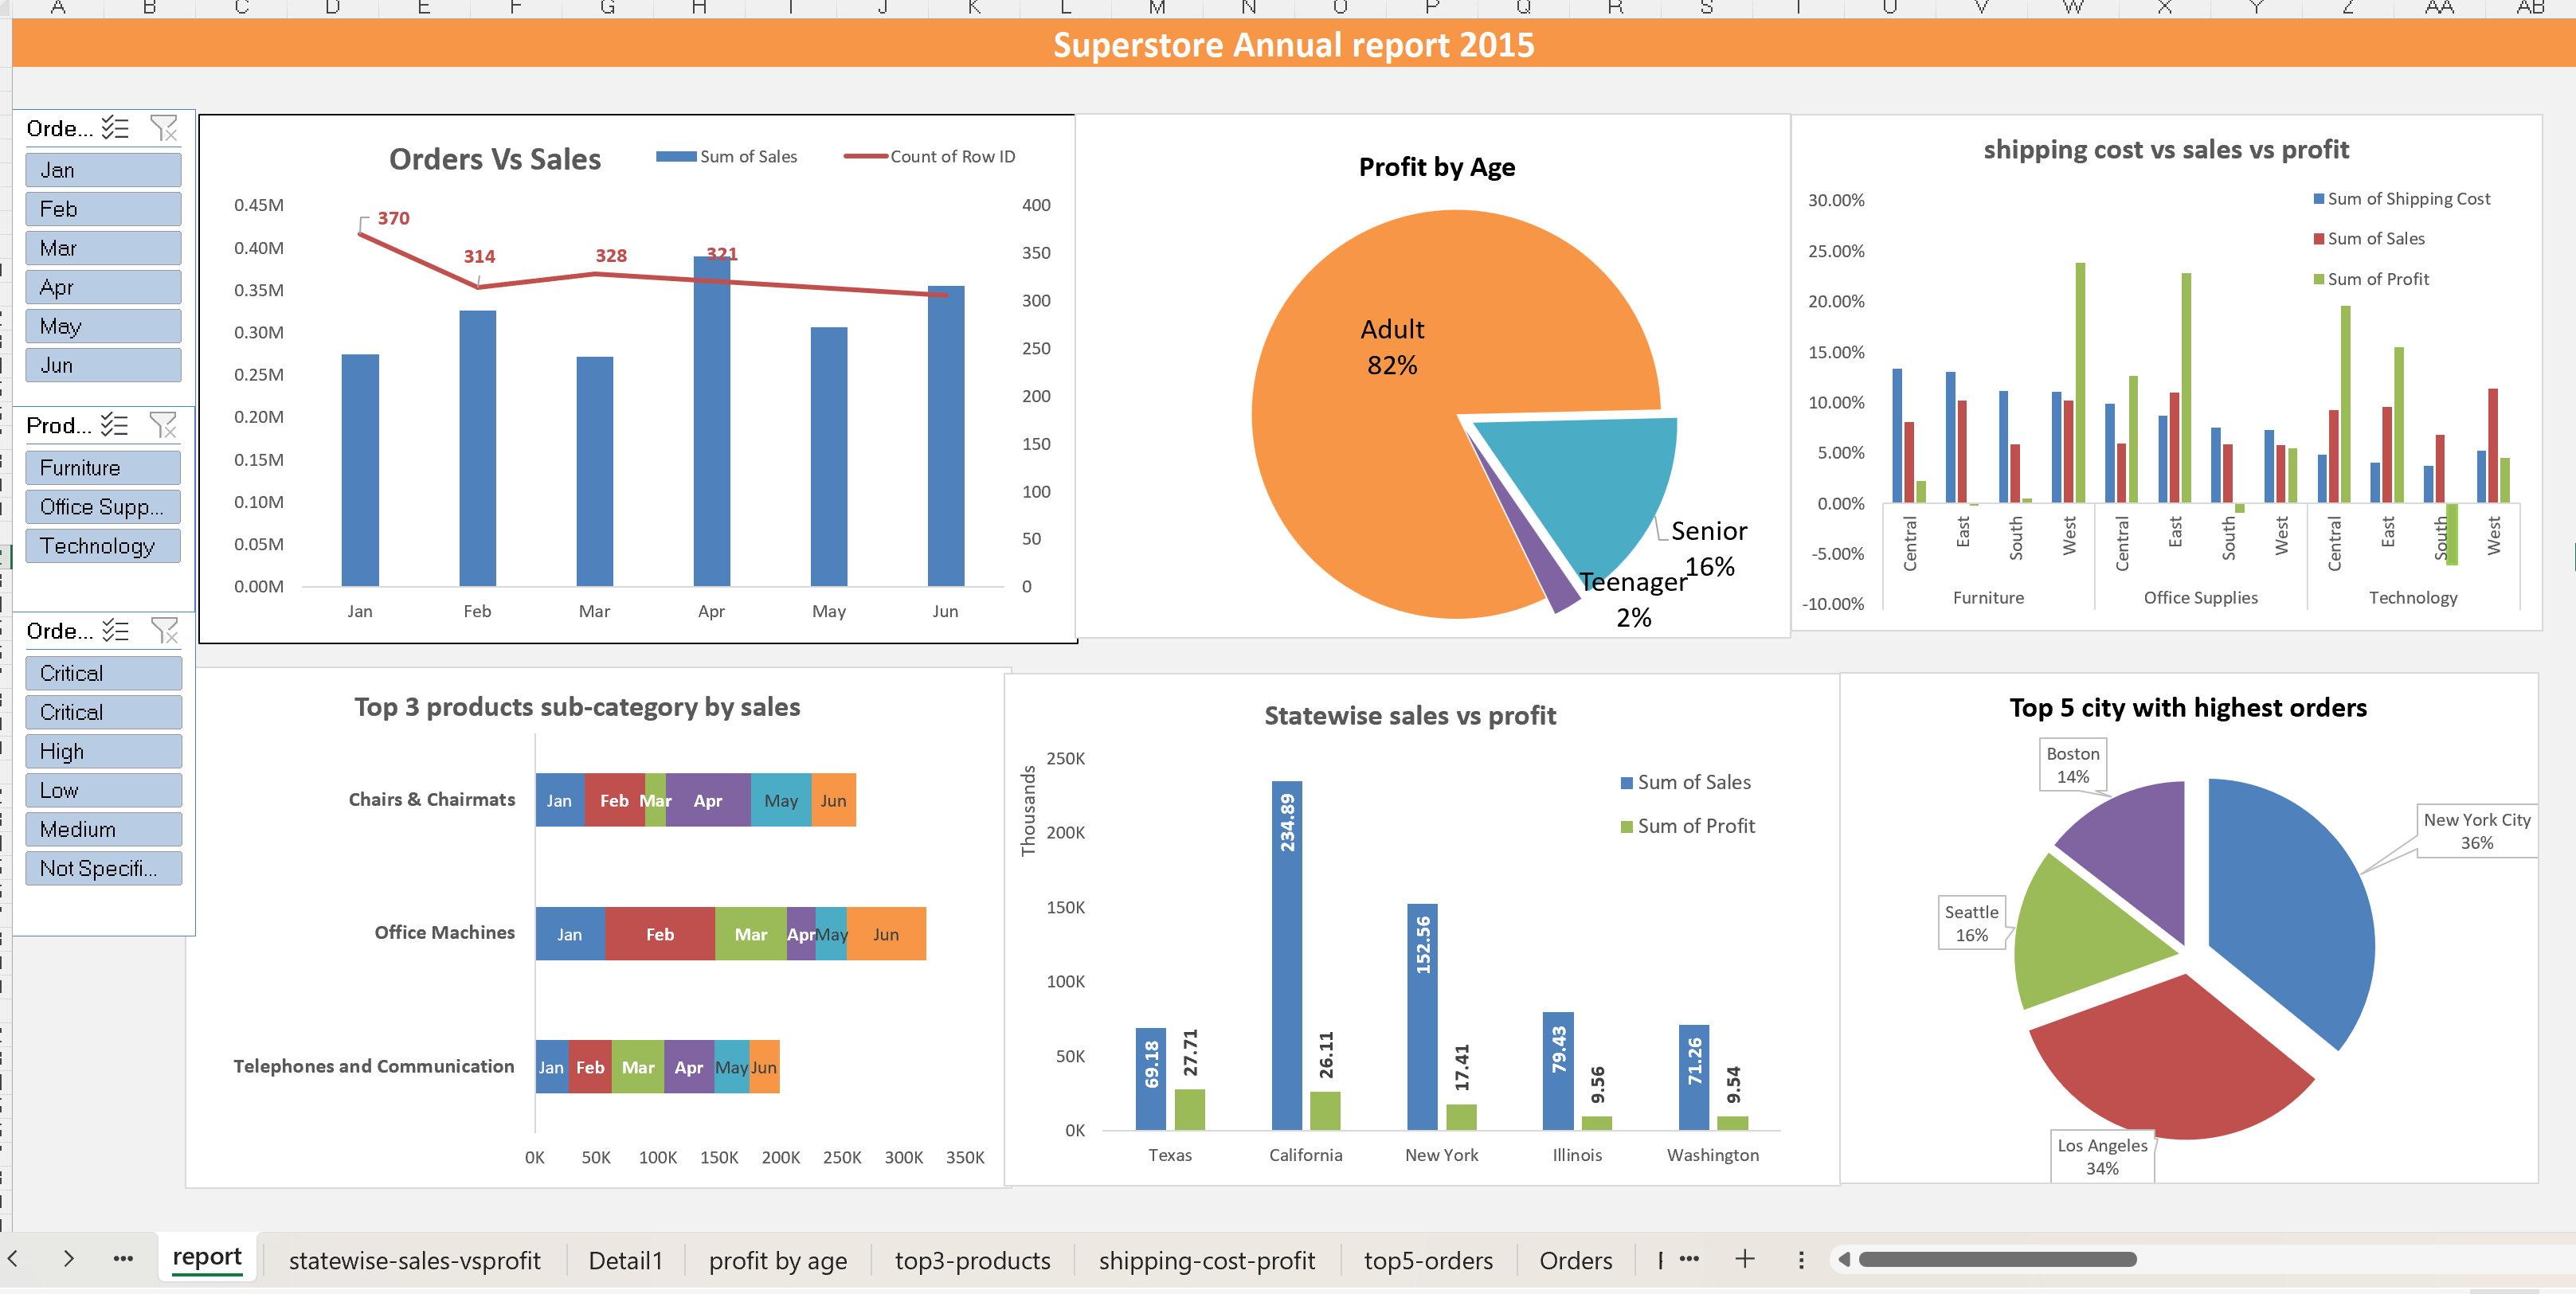 A B C D E F G H I J K L M N O P Q R S T U V W X Y Z AA AB
Superstore Annual report 2015
Orde...
Jan
Feb
Mar
Apr
May
Jun
Prod...
Furniture
Office Supp...
Technology
Orde...
Critical
Critical
High
Low
Medium
Not Specifi...
Orders Vs Sales
Sum of Sales
Count of Row ID
0.45M
0.40M
0.35M
0.30M
0.25M
0.20M
0.15M
0.10M
0.05M
0.00M
370
314
328
321
400
350
300
250
200
150
100
50
0
Jan Feb Mar Apr May Jun
Profit by Age
Adult
82%
Senior
16%
Teenager
2%
shipping cost vs sales vs profit
Sum of Shipping Cost
Sum of Sales
Sum of Profit
30.00%
25.00%
20.00%
15.00%
10.00%
5.00%
0.00%
-5.00%
-10.00%
Central East South West Central East South West Central East South West
Furniture Office Supplies Technology
Top 3 products sub-category by sales
Chairs & Chairmats
Jan Feb Mar Apr May Jun
Office Machines
Jan Feb Mar Apr May Jun
Telephones and Communication
Jan Feb Mar Apr May Jun
0K 50K 100K 150K 200K 250K 300K 350K
Statewise sales vs profit
Thousands
250K
200K
150K
100K
50K
0K
Sum of Sales
Sum of Profit
69.18 27.71
234.89 26.11
152.56 17.41
79.43 9.56
71.26 9.54
Texas California New York Illinois Washington
Top 5 city with highest orders
Boston
14%
New York City
36%
Seattle
16%
Los Angeles
34%
report statewise-sales-vsprofit Detail1 profit by age top3-products shipping-cost-profit top5-orders Orders